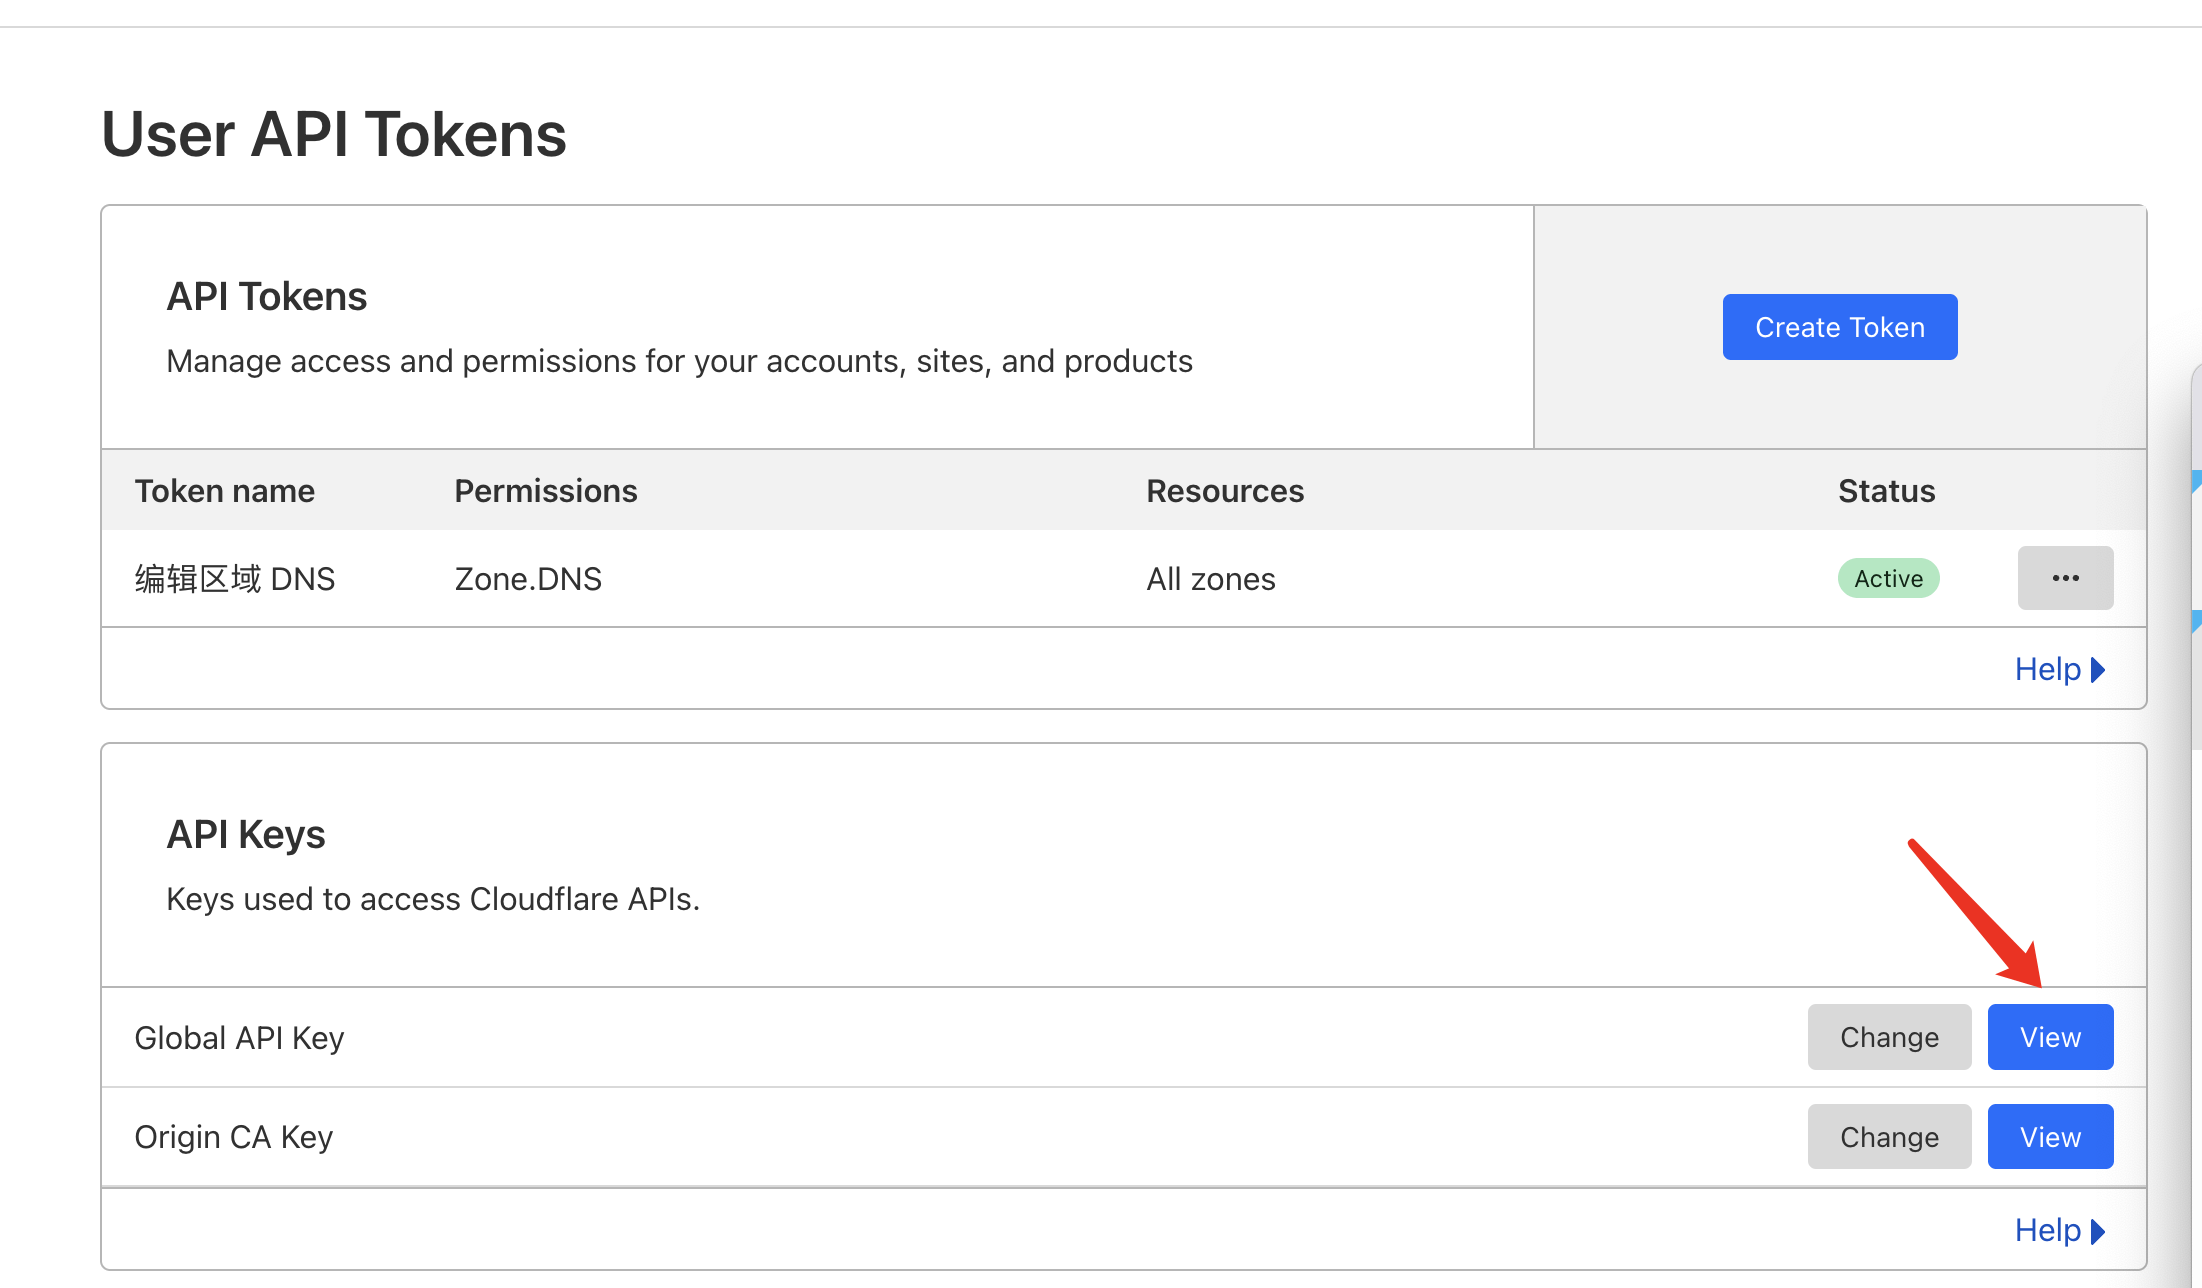 User API Tokens
API Tokens
Manage access and permissions for your accounts, sites, and products
Create Token
Token name Permissions Resources Status
编辑区域 DNS Zone.DNS All zones Active ...
Help
API Keys
Keys used to access Cloudflare APIs.
Global API Key Change View
Origin CA Key Change View
Help